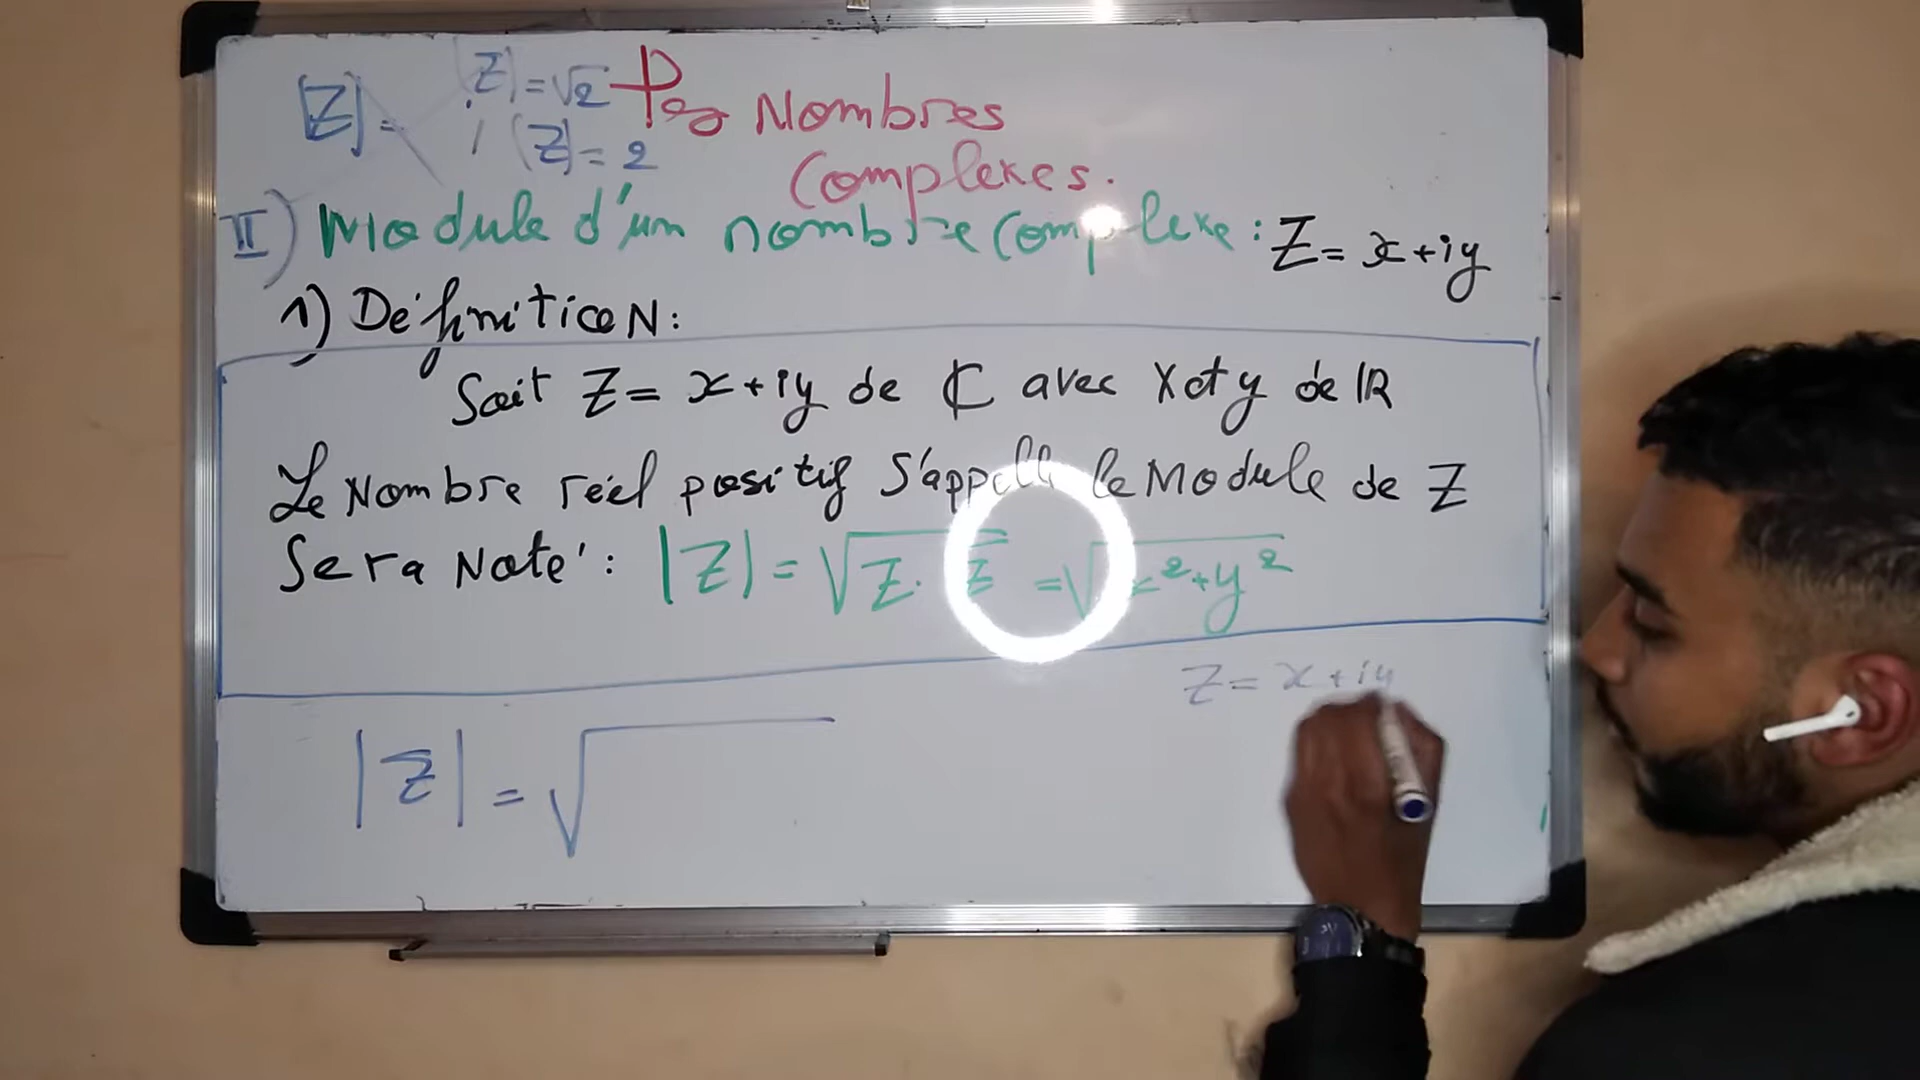 |Z| =
|Z| = √2
/ |Z| = 2
Les Nombres
Complexes.
II) Module d'un nombre Complexe : Z = x + iy
1) Définition :
Soit Z = x + iy de ℂ avec x et y de ℝ
Le Nombre réel positif s'appelle le Module de Z
Sera Noté : |Z| = √Z. Z̅ = √x² + y²
Z = x + iy
|Z| = √